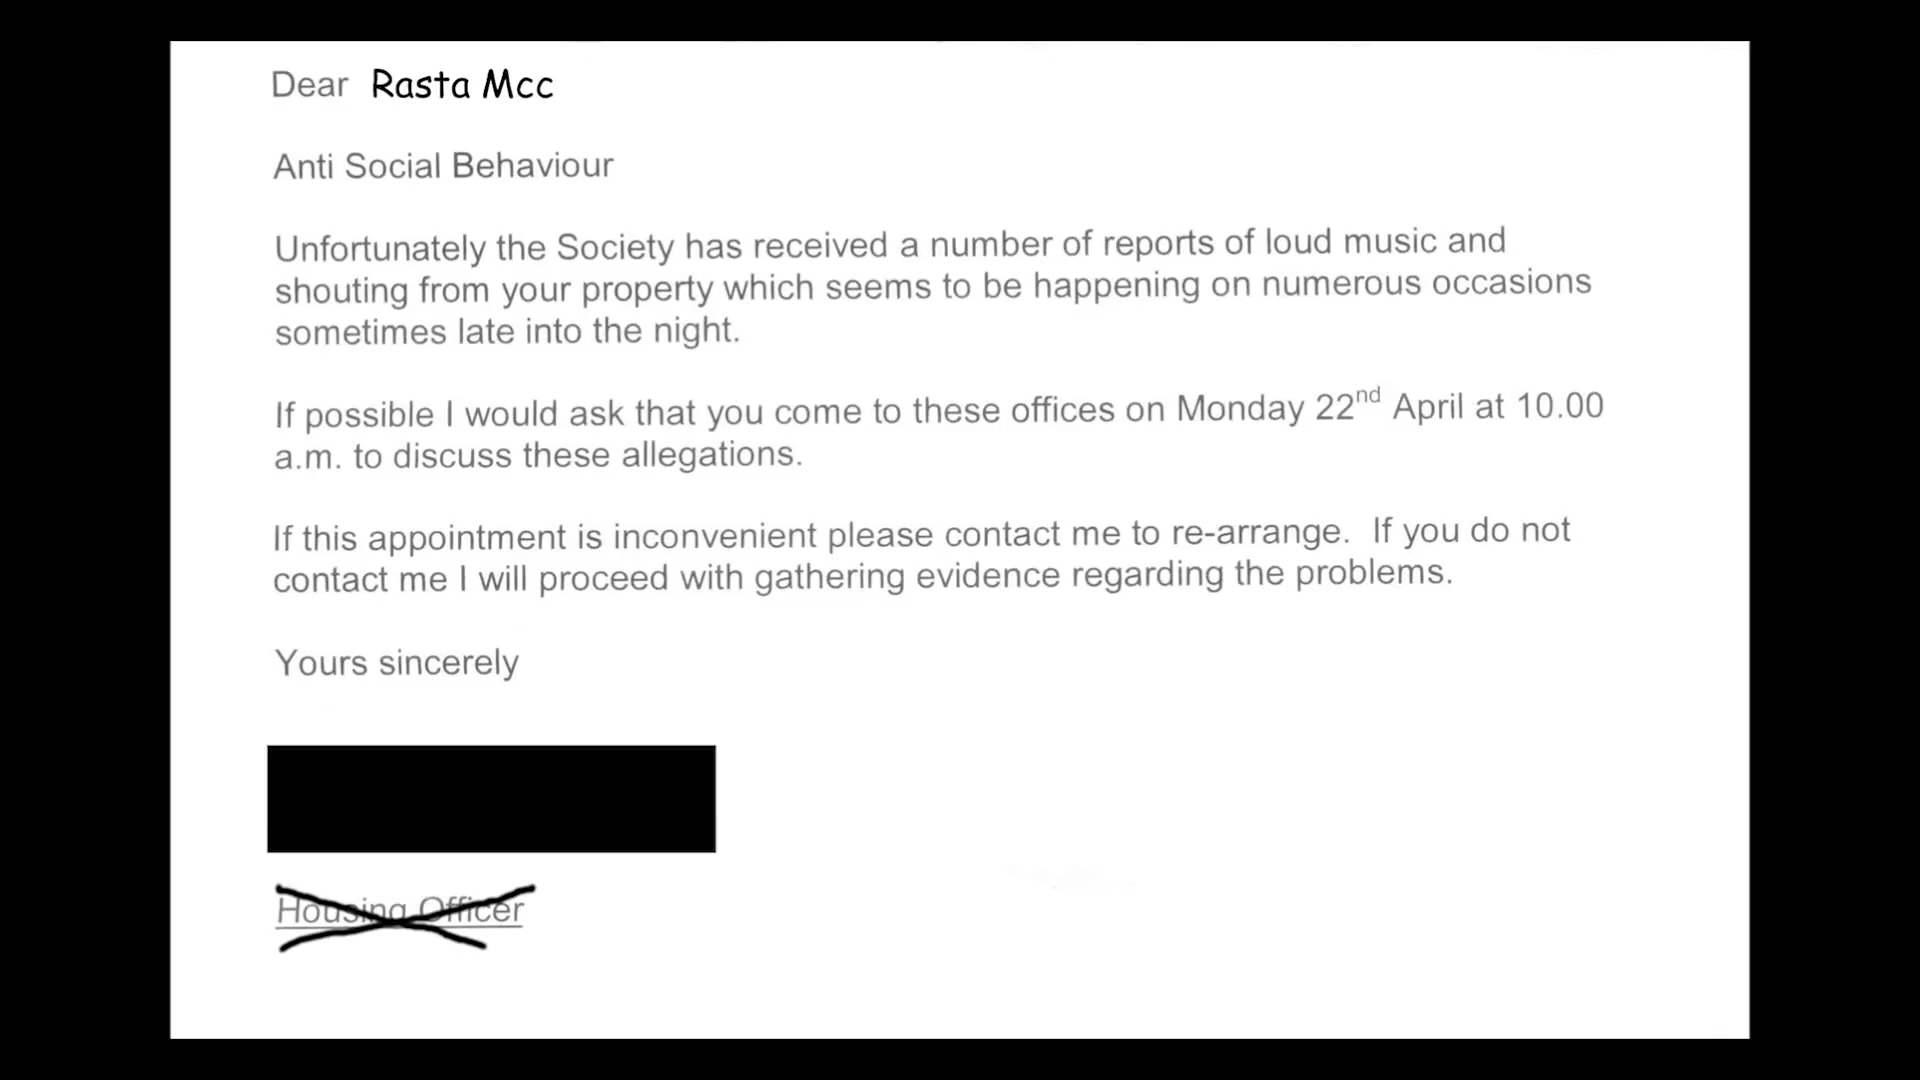 Dear Rasta Mcc
Anti Social Behaviour
Unfortunately the Society has received a number of reports of loud music and
shouting from your property which seems to be happening on numerous occasions
sometimes late into the night.
If possible I would ask that you come to these offices on Monday 22nd April at 10.00
a.m. to discuss these allegations.
If this appointment is inconvenient please contact me to re-arrange. If you do not
contact me I will proceed with gathering evidence regarding the problems.
Yours sincerely
Housing Officer